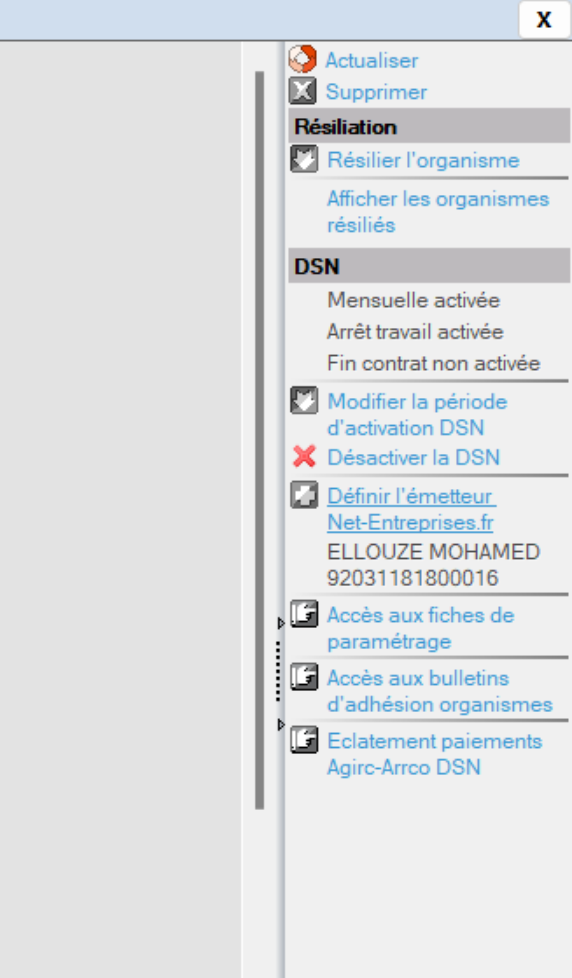 X
Actualiser
Supprimer
Résiliation
Résilier l'organisme
Afficher les organismes
résiliés
DSN
Mensuelle activée
Arrêt travail activée
Fin contrat non activée
Modifier la période
d'activation DSN
Désactiver la DSN
Définir l'émetteur
Net-Entreprises.fr
ELLOUZE MOHAMED
92031181800016
Accès aux fiches de
paramétrage
Accès aux bulletins
d'adhésion organismes
Eclatement paiements
Agirc-Arrco DSN